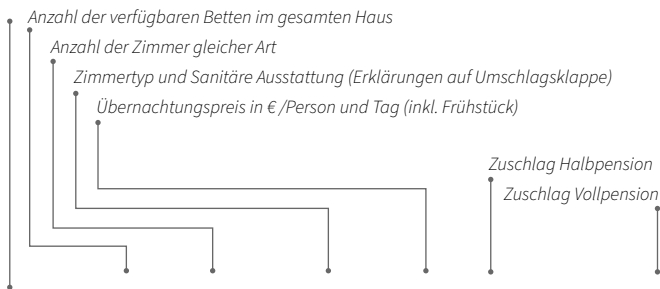 Anzahl der verfügbaren Betten im gesamten Haus
Anzahl der Zimmer gleicher Art
Zimmertyp und Sanitäre Ausstattung (Erklärungen auf Umschlagsklappe)
Übernachtungspreis in € /Person und Tag (inkl. Frühstück)
Zuschlag Halbpension
Zuschlag Vollpension